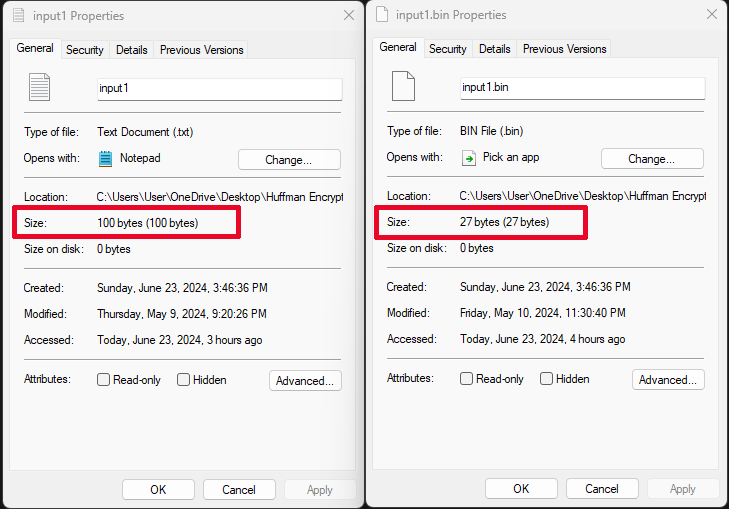 input1 Properties
General Security Details Previous Versions
input1
Type of file: Text Document (.txt)
Opens with: Notepad Change...
Location: C:\Users\User\OneDrive\Desktop\Huffman Encrypt
Size: 100 bytes (100 bytes)
Size on disk: 0 bytes
Created: Sunday, June 23, 2024, 3:46:36 PM
Modified: Thursday, May 9, 2024, 9:20:26 PM
Accessed: Today, June 23, 2024, 3 hours ago
Attributes: Read-only Hidden Advanced...
OK Cancel Apply
input1.bin Properties
General Security Details Previous Versions
input1.bin
Type of file: BIN File (.bin)
Opens with: Pick an app Change...
Location: C:\Users\User\OneDrive\Desktop\Huffman Encrypt
Size: 27 bytes (27 bytes)
Size on disk: 0 bytes
Created: Sunday, June 23, 2024, 3:46:36 PM
Modified: Friday, May 10, 2024, 11:30:40 PM
Accessed: Today, June 23, 2024, 4 hours ago
Attributes: Read-only Hidden Advanced...
OK Cancel Apply